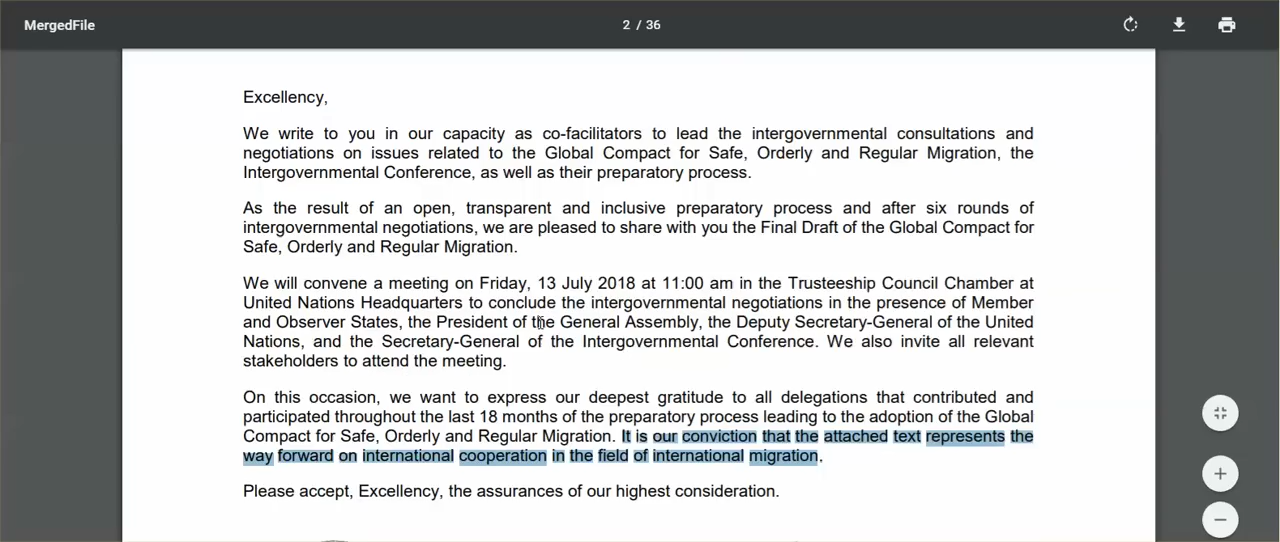 MergedFile
2 / 36
Excellency,
We write to you in our capacity as co-facilitators to lead the intergovernmental consultations and
negotiations on issues related to the Global Compact for Safe, Orderly and Regular Migration, the
Intergovernmental Conference, as well as their preparatory process.
As the result of an open, transparent and inclusive preparatory process and after six rounds of
intergovernmental negotiations, we are pleased to share with you the Final Draft of the Global Compact for
Safe, Orderly and Regular Migration.
We will convene a meeting on Friday, 13 July 2018 at 11:00 am in the Trusteeship Council Chamber at
United Nations Headquarters to conclude the intergovernmental negotiations in the presence of Member
and Observer States, the President of the General Assembly, the Deputy Secretary-General of the United
Nations, and the Secretary-General of the Intergovernmental Conference. We also invite all relevant
stakeholders to attend the meeting.
On this occasion, we want to express our deepest gratitude to all delegations that contributed and
participated throughout the last 18 months of the preparatory process leading to the adoption of the Global
Compact for Safe, Orderly and Regular Migration. It is our conviction that the attached text represents the
way forward on international cooperation in the field of international migration.
Please accept, Excellency, the assurances of our highest consideration.